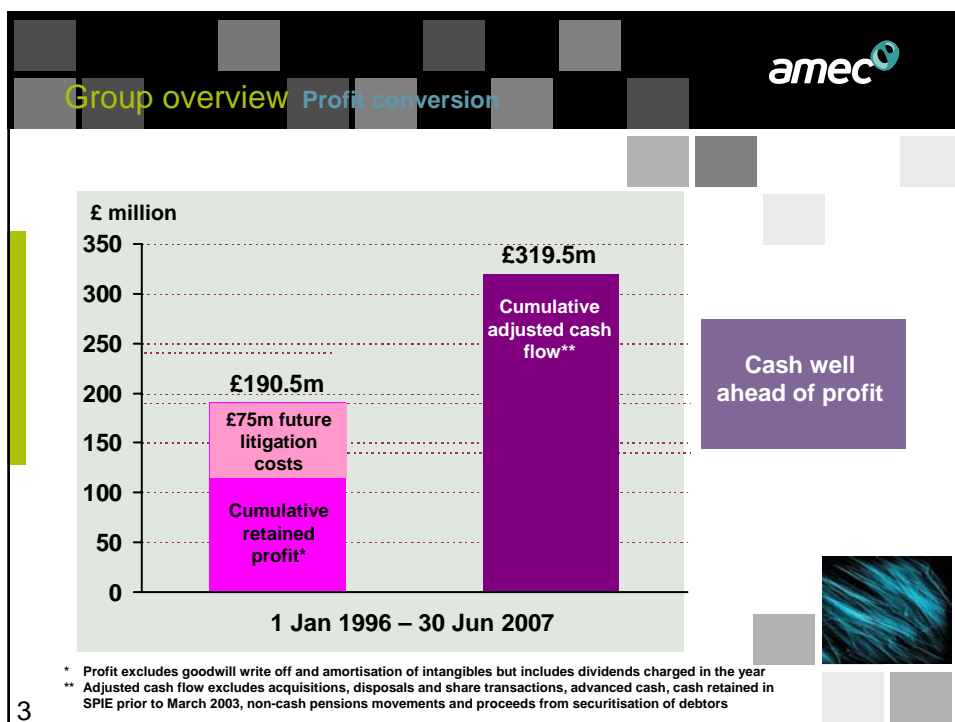 amec
Group overview Profit conversion
£ million
350
300
250
200
150
100
50
0
£190.5m
£75m future
litigation
costs
Cumulative
retained
profit*
£319.5m
Cumulative
adjusted cash
flow**
1 Jan 1996 – 30 Jun 2007
Cash well
ahead of profit
* Profit excludes goodwill write off and amortisation of intangibles but includes dividends charged in the year
** Adjusted cash flow excludes acquisitions, disposals and share transactions, advanced cash, cash retained in
SPIE prior to March 2003, non-cash pensions movements and proceeds from securitisation of debtors
3